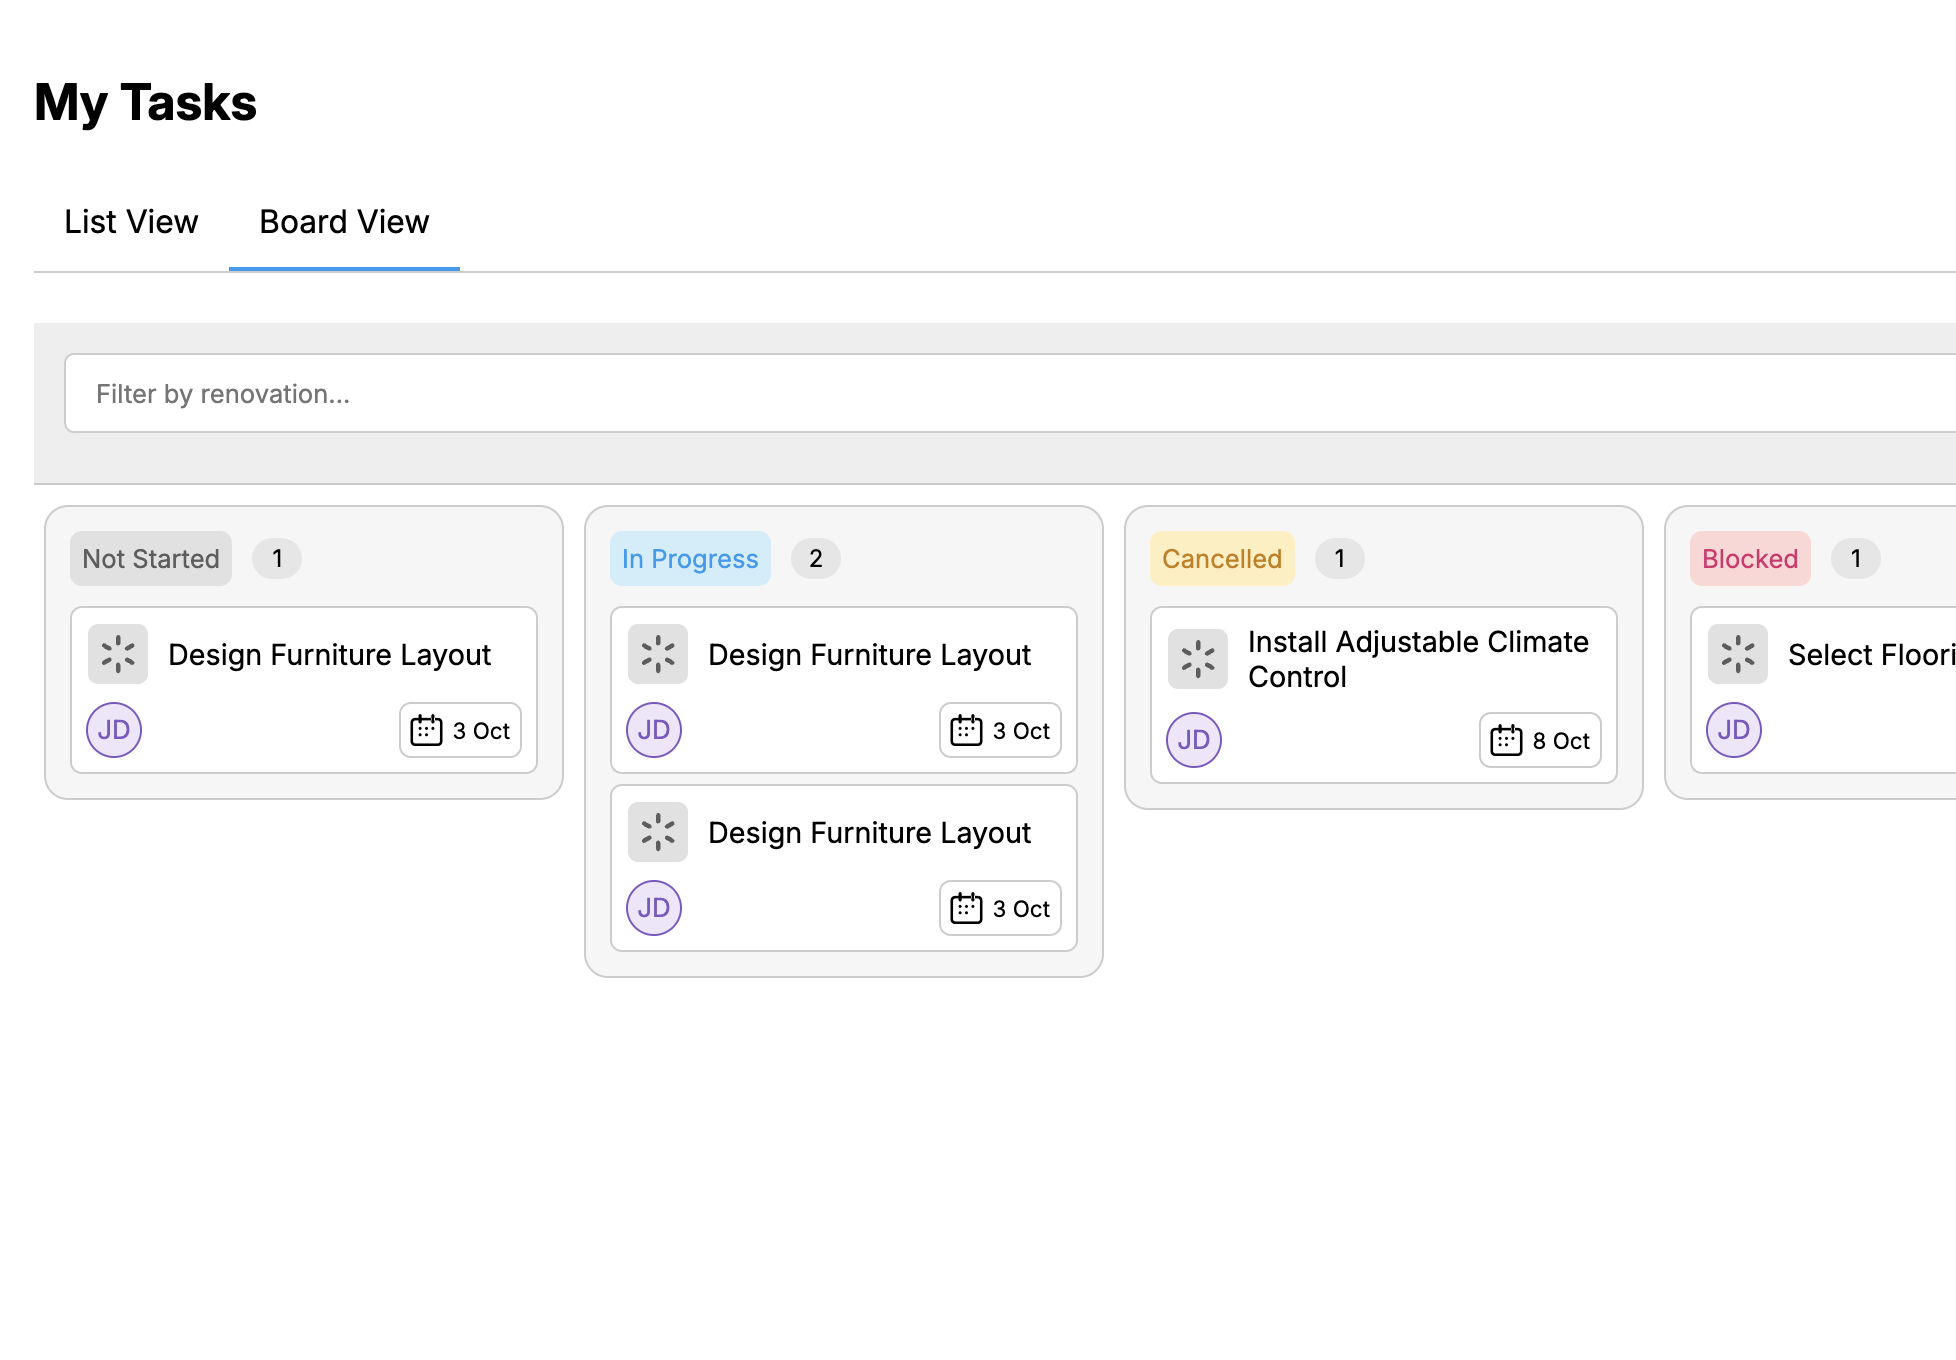 My Tasks
List View
Board View
Filter by renovation...
Not Started
1
Design Furniture Layout
JD
3 Oct
In Progress
2
Design Furniture Layout
JD
3 Oct
Design Furniture Layout
JD
3 Oct
Cancelled
1
Install Adjustable Climate
Control
JD
8 Oct
Blocked
1
Select Floori
JD